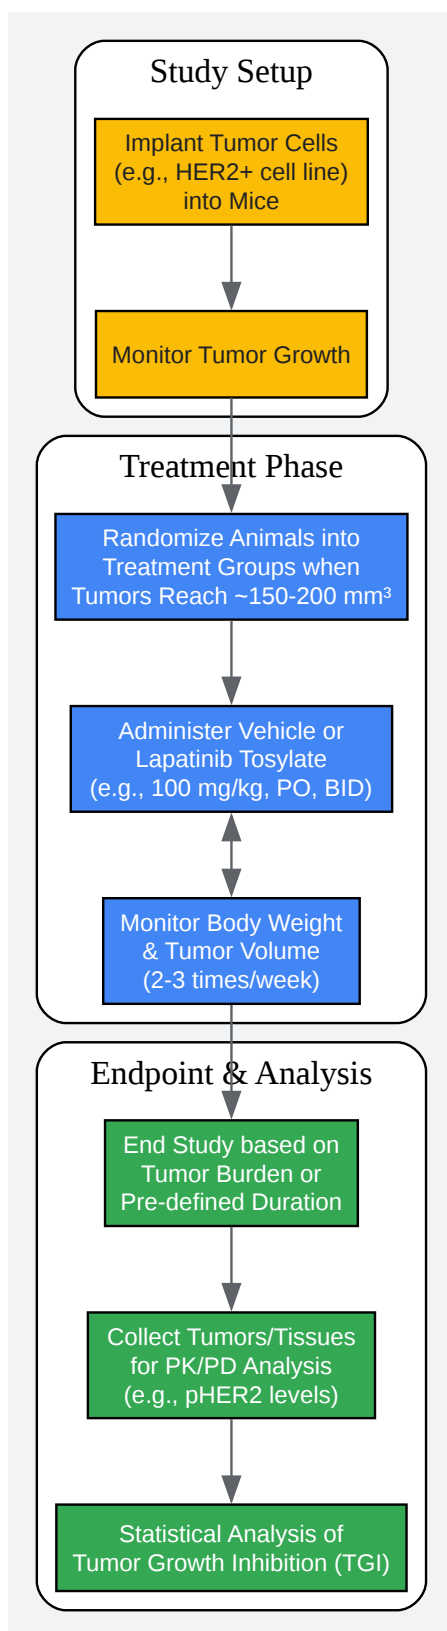 Study Setup
Implant Tumor Cells
(e.g., HER2+ cell line)
into Mice
Monitor Tumor Growth
Treatment Phase
Randomize Animals into
Treatment Groups when
Tumors Reach ~150-200 mm³
Administer Vehicle or
Lapatinib Tosylate
(e.g., 100 mg/kg, PO, BID)
Monitor Body Weight
& Tumor Volume
(2-3 times/week)
Endpoint & Analysis
End Study based on
Tumor Burden or
Pre-defined Duration
Collect Tumors/Tissues
for PK/PD Analysis
(e.g., pHER2 levels)
Statistical Analysis of
Tumor Growth Inhibition (TGI)